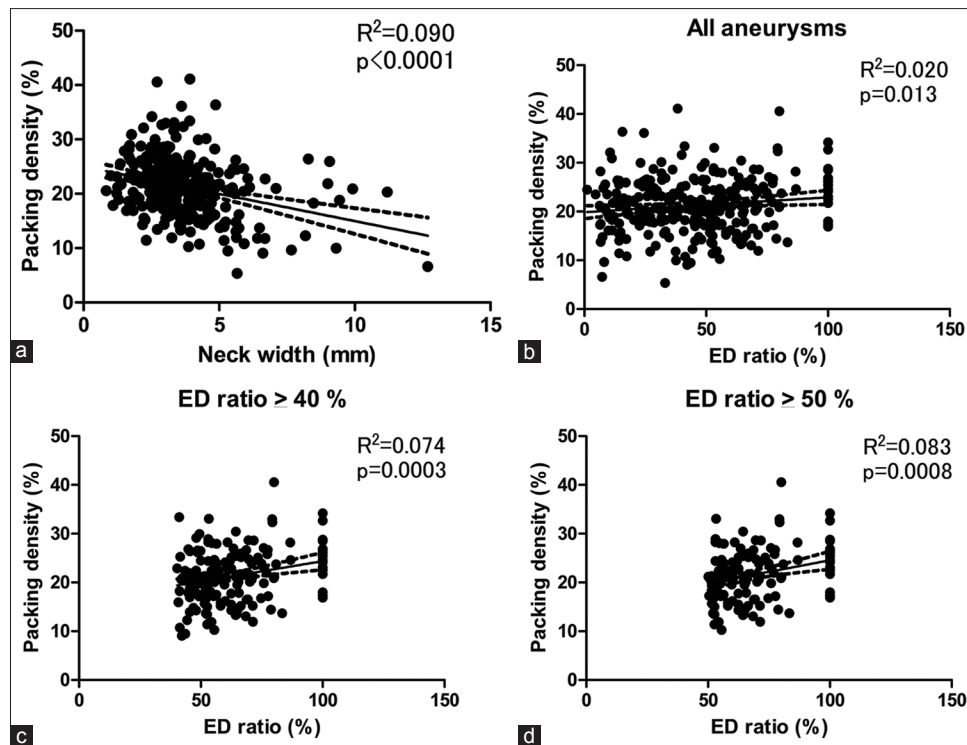 50
40
30
20
10
0
Packing density (%)
R²=0.090
p<0.0001
0
5
10
15
Neck width (mm)
a
All aneurysms
50
40
30
20
10
0
Packing density (%)
R²=0.020
p=0.013
0
50
100
150
ED ratio (%)
b
ED ratio ≥ 40 %
50
40
30
20
10
0
Packing density (%)
R²=0.074
p=0.0003
0
50
100
150
ED ratio (%)
c
ED ratio ≥ 50 %
50
40
30
20
10
0
Packing density (%)
R²=0.083
p=0.0008
0
50
100
150
ED ratio (%)
d